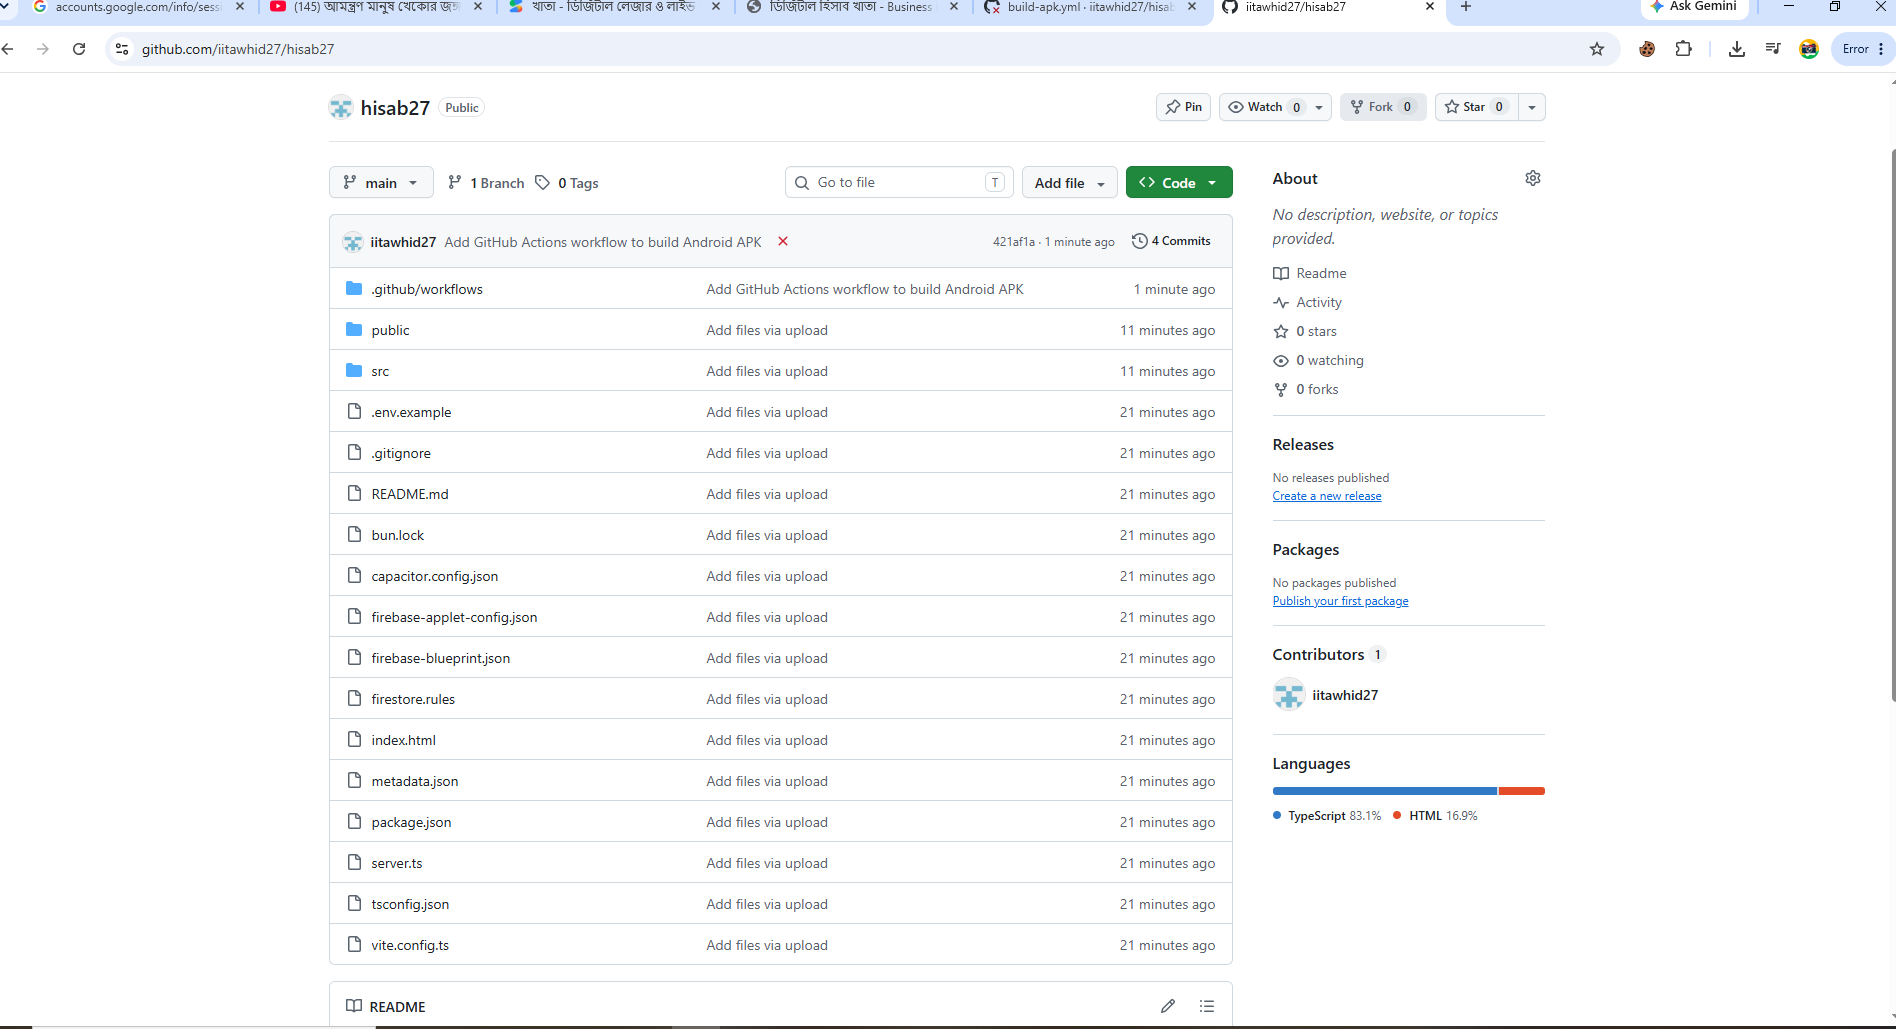 accounts.google.com/info/sessi
(145) আমন্ত্রণ মানুষ খেকোর জঙ্গ
খাতা - ডিজিটাল লেজার ও লাইভ
ডিজিটাল হিসাব খাতা - Business
build-apk.yml · iitawhid27/hisab
iitawhid27/hisab27
Ask Gemini
github.com/iitawhid27/hisab27
Error
hisab27 Public
Pin Watch 0 Fork 0 Star 0
main 1 Branch 0 Tags Go to file T Add file Code
iitawhid27 Add GitHub Actions workflow to build Android APK 421af1a · 1 minute ago 4 Commits
.github/workflows Add GitHub Actions workflow to build Android APK 1 minute ago
public Add files via upload 11 minutes ago
src Add files via upload 11 minutes ago
.env.example Add files via upload 21 minutes ago
.gitignore Add files via upload 21 minutes ago
README.md Add files via upload 21 minutes ago
bun.lock Add files via upload 21 minutes ago
capacitor.config.json Add files via upload 21 minutes ago
firebase-applet-config.json Add files via upload 21 minutes ago
firebase-blueprint.json Add files via upload 21 minutes ago
firestore.rules Add files via upload 21 minutes ago
index.html Add files via upload 21 minutes ago
metadata.json Add files via upload 21 minutes ago
package.json Add files via upload 21 minutes ago
server.ts Add files via upload 21 minutes ago
tsconfig.json Add files via upload 21 minutes ago
vite.config.ts Add files via upload 21 minutes ago
README
About
No description, website, or topics
provided.
Readme
Activity
0 stars
0 watching
0 forks
Releases
No releases published
Create a new release
Packages
No packages published
Publish your first package
Contributors 1
iitawhid27
Languages
TypeScript 83.1% HTML 16.9%